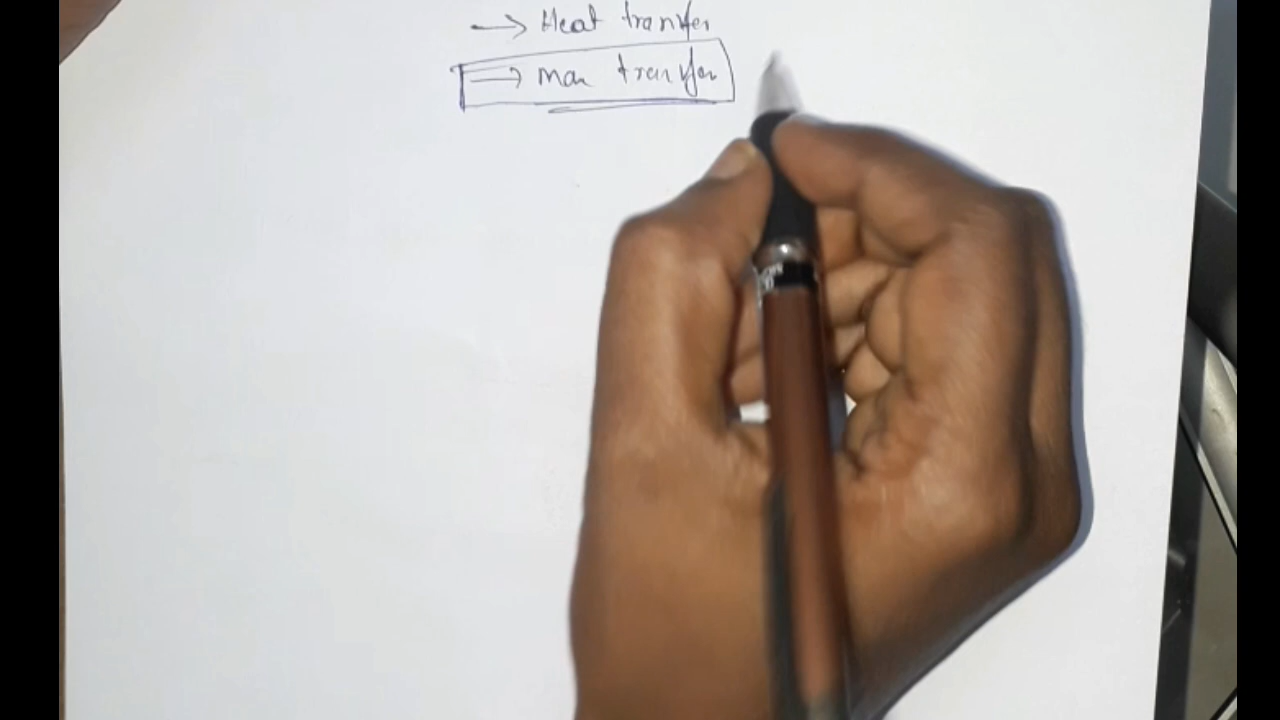 → Heat transfer
→ Mass transfer